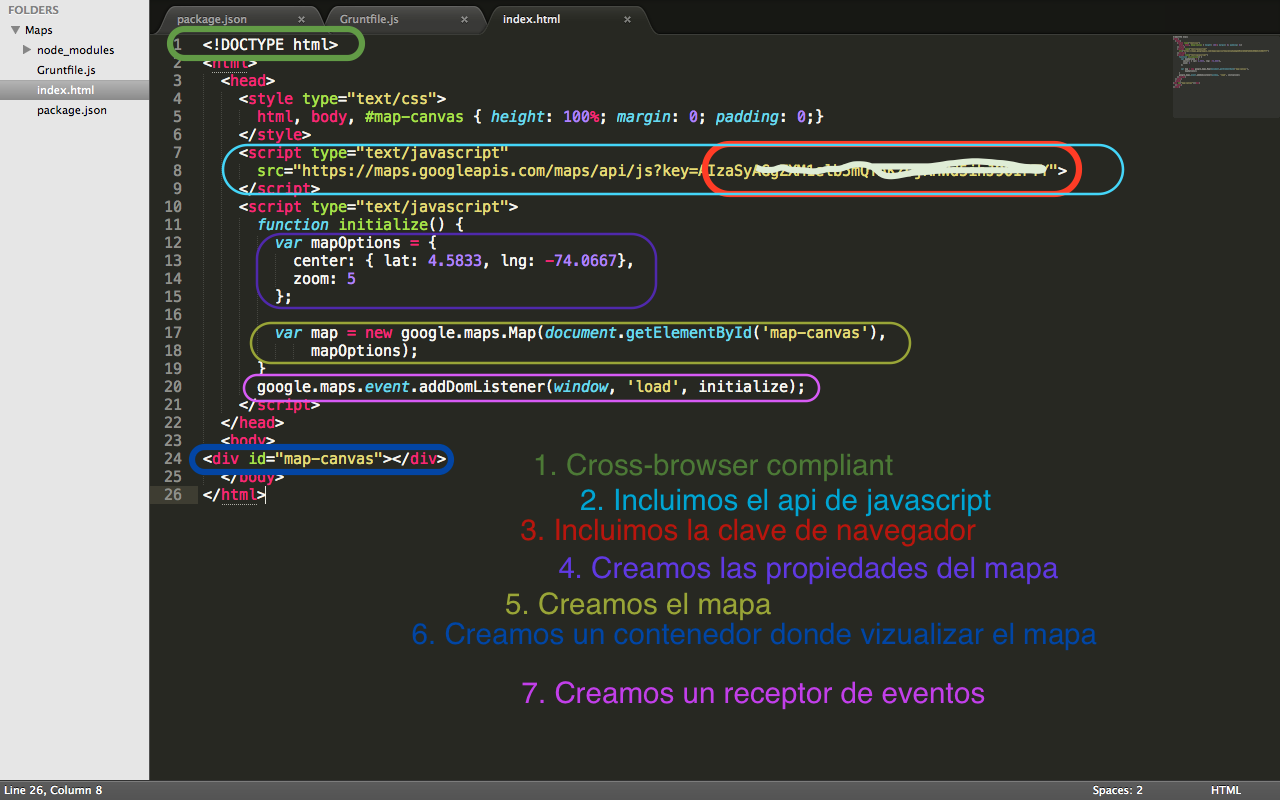 FOLDERS
Maps
node_modules
Gruntfile.js
index.html
package.json
package.json × Gruntfile.js × index.html ×
1 <!DOCTYPE html>
2 <html>
3 <head>
4 <style type="text/css">
5 html, body, #map-canvas { height: 100%; margin: 0; padding: 0;}
6 </style>
7 <script type="text/javascript"
8 src="https://maps.googleapis.com/maps/api/js?key=
9 </script>
10 <script type="text/javascript">
11 function initialize() {
12 var mapOptions = {
13 center: { lat: 4.5833, lng: -74.0667},
14 zoom: 5
15 };
16
17 var map = new google.maps.Map(document.getElementById('map-canvas'),
18 mapOptions);
19 }
20 google.maps.event.addDomListener(window, 'load', initialize);
21 </script>
22 </head>
23 <body>
24 <div id="map-canvas"></div>
25 </body>
26 </html>
1. Cross-browser compliant
2. Incluimos el api de javascript
3. Incluimos la clave de navegador
4. Creamos las propiedades del mapa
5. Creamos el mapa
6. Creamos un contenedor donde vizualizar el mapa
7. Creamos un receptor de eventos
Line 26, Column 8 Spaces: 2 HTML